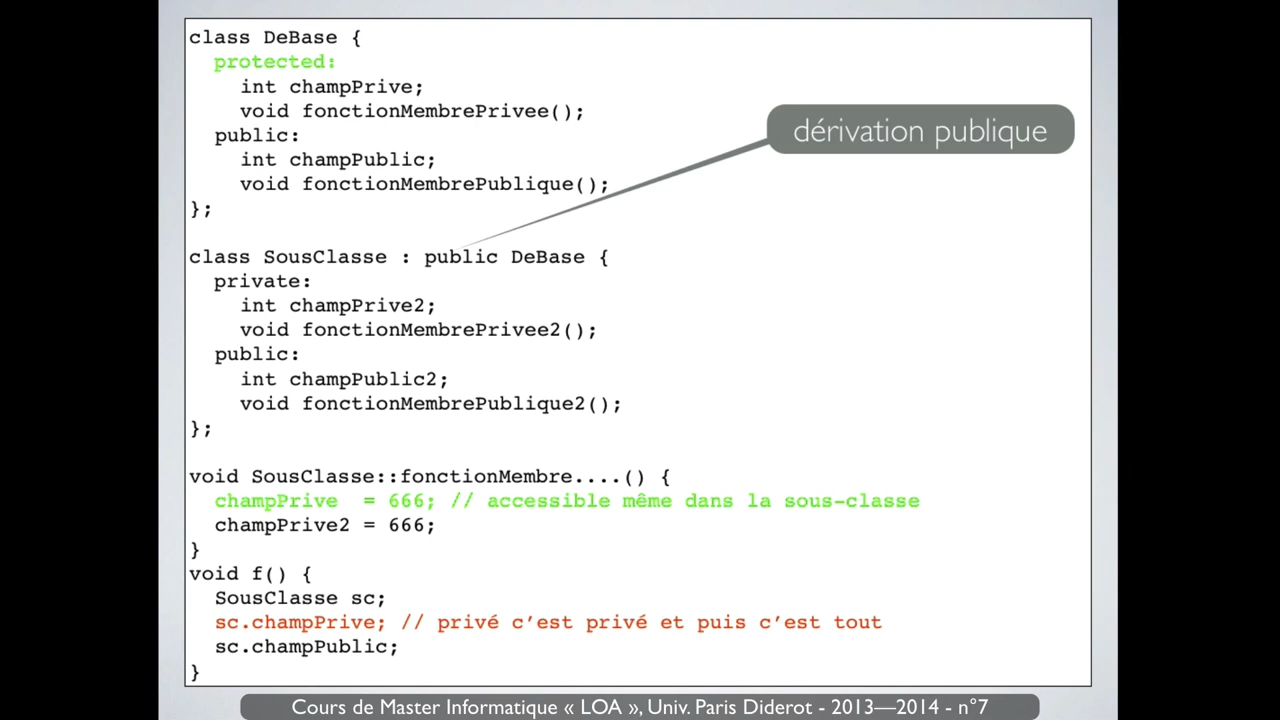 class DeBase {
protected:
int champPrive;
void fonctionMembrePrivee();
public:
int champPublic;
void fonctionMembrePublique();
};
dérivation publique
class SousClasse : public DeBase {
private:
int champPrive2;
void fonctionMembrePrivee2();
public:
int champPublic2;
void fonctionMembrePublique2();
};
void SousClasse::fonctionMembre....() {
champPrive  = 666; // accessible même dans la sous-classe
champPrive2 = 666;
}
void f() {
SousClasse sc;
sc.champPrive; // privé c’est privé et puis c’est tout
sc.champPublic;
}
Cours de Master Informatique « LOA », Univ. Paris Diderot - 2013—2014 - n°7